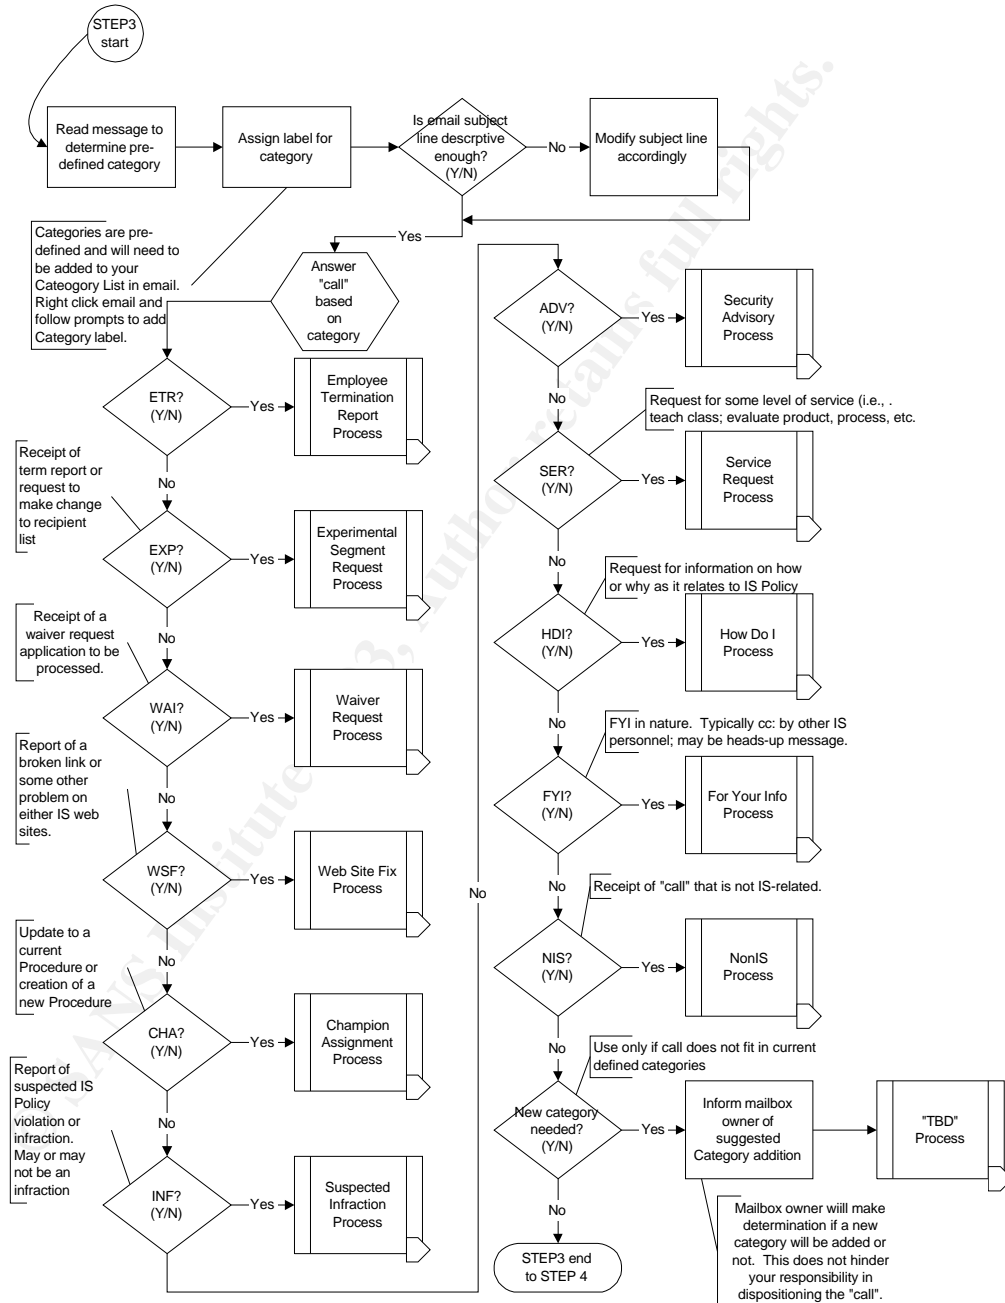 STEP3
start
Read message to
determine pre-
defined category
Assign label for
category
Is email subject
line descrptive
enough?
(Y/N)
No
Modify subject line
accordingly
Categories are pre-
defined and will need to
be added to your
Cateogory List in email.
Right click email and
follow prompts to add
Category label.
Yes
Answer
"call"
based
on
category
ETR?
(Y/N)
Yes
Employee
Termination
Report
Process
No
Receipt of
term report or
request to
make change
to recipient
list
EXP?
(Y/N)
Yes
Experimental
Segment
Request
Process
No
Receipt of a
waiver request
application to be
processed.
WAI?
(Y/N)
Yes
Waiver
Request
Process
No
Report of a
broken link or
some other
problem on
either IS web
sites.
WSF?
(Y/N)
Yes
Web Site Fix
Process
No
Update to a
current
Procedure or
creation of a
new Procedure
CHA?
(Y/N)
Yes
Champion
Assignment
Process
No
Report of
suspected IS
Policy
violation or
infraction.
May or may
not be an
infraction
INF?
(Y/N)
Yes
Suspected
Infraction
Process
No
ADV?
(Y/N)
Yes
Security
Advisory
Process
No
Request for some level of service (i.e., .
teach class; evaluate product, process, etc.
SER?
(Y/N)
Yes
Service
Request
Process
No
Request for information on how
or why as it relates to IS Policy
HDI?
(Y/N)
Yes
How Do I
Process
No
FYI in nature. Typically cc: by other IS
personnel; may be heads-up message.
FYI?
(Y/N)
Yes
For Your Info
Process
No
Receipt of "call" that is not IS-related.
NIS?
(Y/N)
Yes
NonIS
Process
No
Use only if call does not fit in current
defined categories
New category
needed?
(Y/N)
Yes
Inform mailbox
owner of
suggested
Category addition
"TBD"
Process
No
STEP3 end
to STEP 4
Mailbox owner will make
determination if a new
category will be added or
not. This does not hinder
your responsibility in
dispositioning the "call".
SANS Institute 3, Author retains full rights.